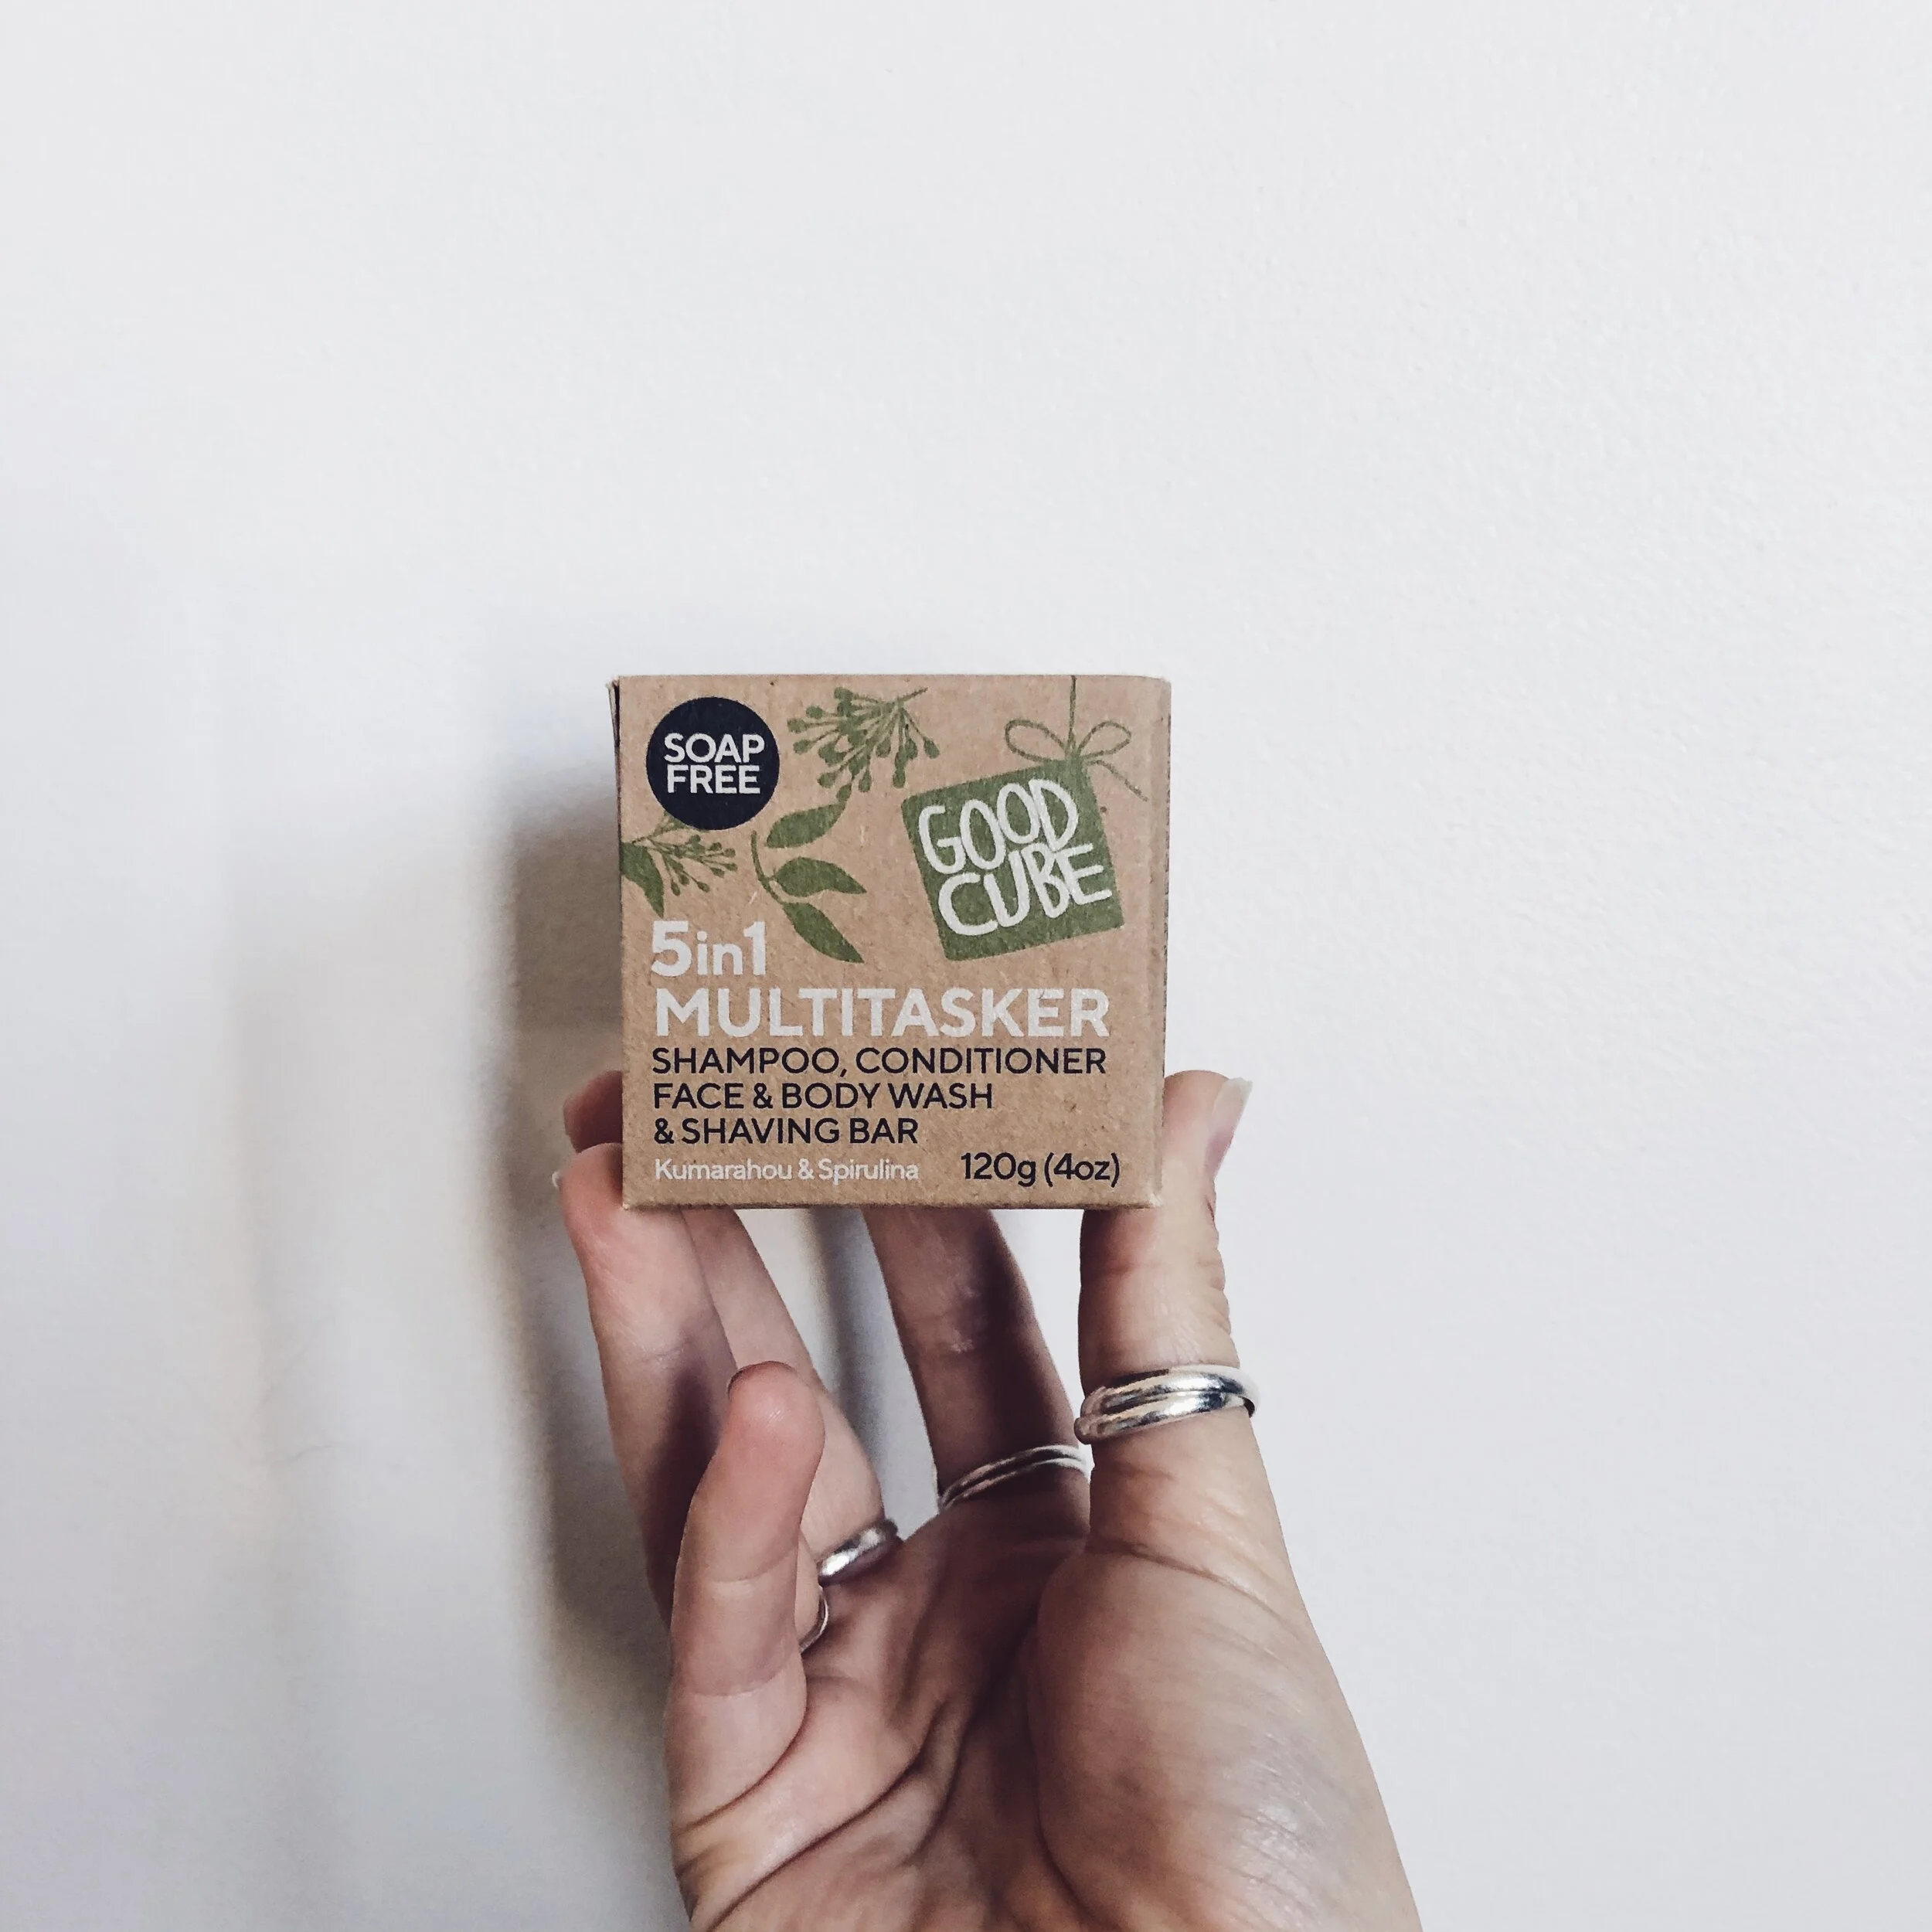 SOAP
FREE
GOOD
CUBE
5in1
MULTITASKER
SHAMPOO, CONDITIONER
FACE & BODY WASH
& SHAVING BAR
Kumarahou & Spirulina 120g (4oz)